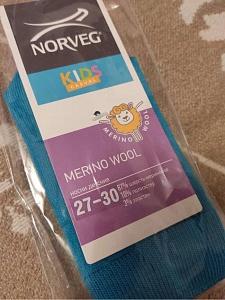 NORVEG®
KIDS
CASUAL
MERINO WOOL
MERINO WOOL
НОСКИ ДЕТСКИЕ
27–30